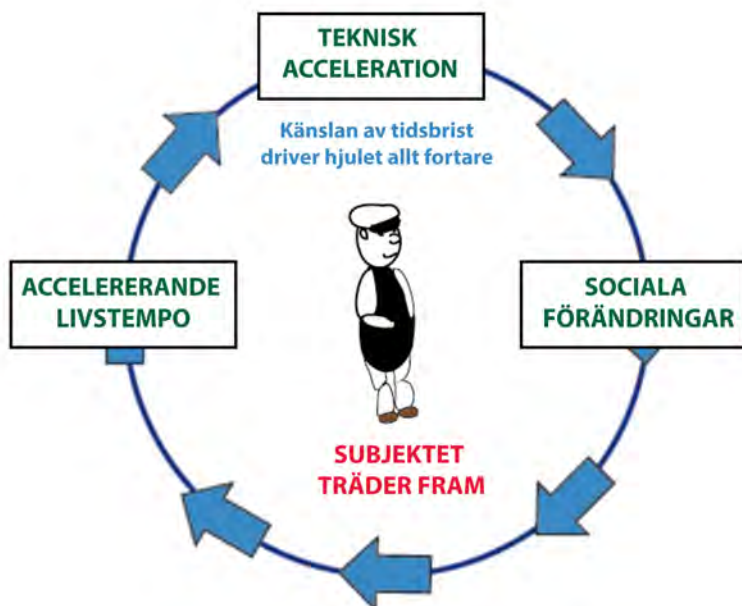 TEKNISK
ACCELERATION
Känslan av tidsbrist
driver hjulet allt fortare
ACCELERERANDE
LIVSTEMPO
SOCIALA
FÖRÄNDRINGAR
SUBJEKTET
TRÄDER FRAM